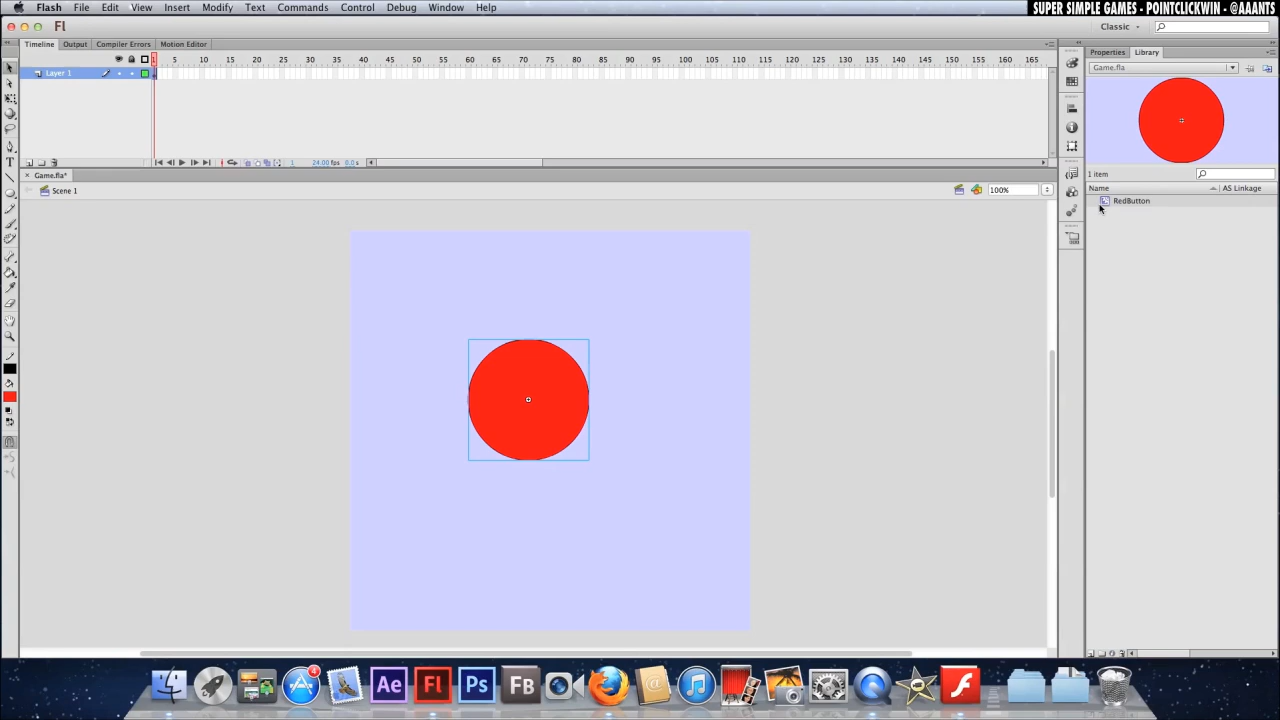 Flash File Edit View Insert Modify Text Commands Control Debug Window Help
SUPER SIMPLE GAMES - POINTCLICKWIN - @AAANTS
Fl
Classic
Timeline Output Compiler Errors Motion Editor
Properties Library
1 5 10 15 20 25 30 35 40 45 50 55 60 65 70 75 80 85 90 95 100 105 110 115 120 125 130 135 140 145 150 155 160 165
Game.fla
Layer 1
1 24.00 fps 0.0 s
Game.fla*
1 item
Scene 1
100%
Name AS Linkage
RedButton
4
Ae Fl Ps FB